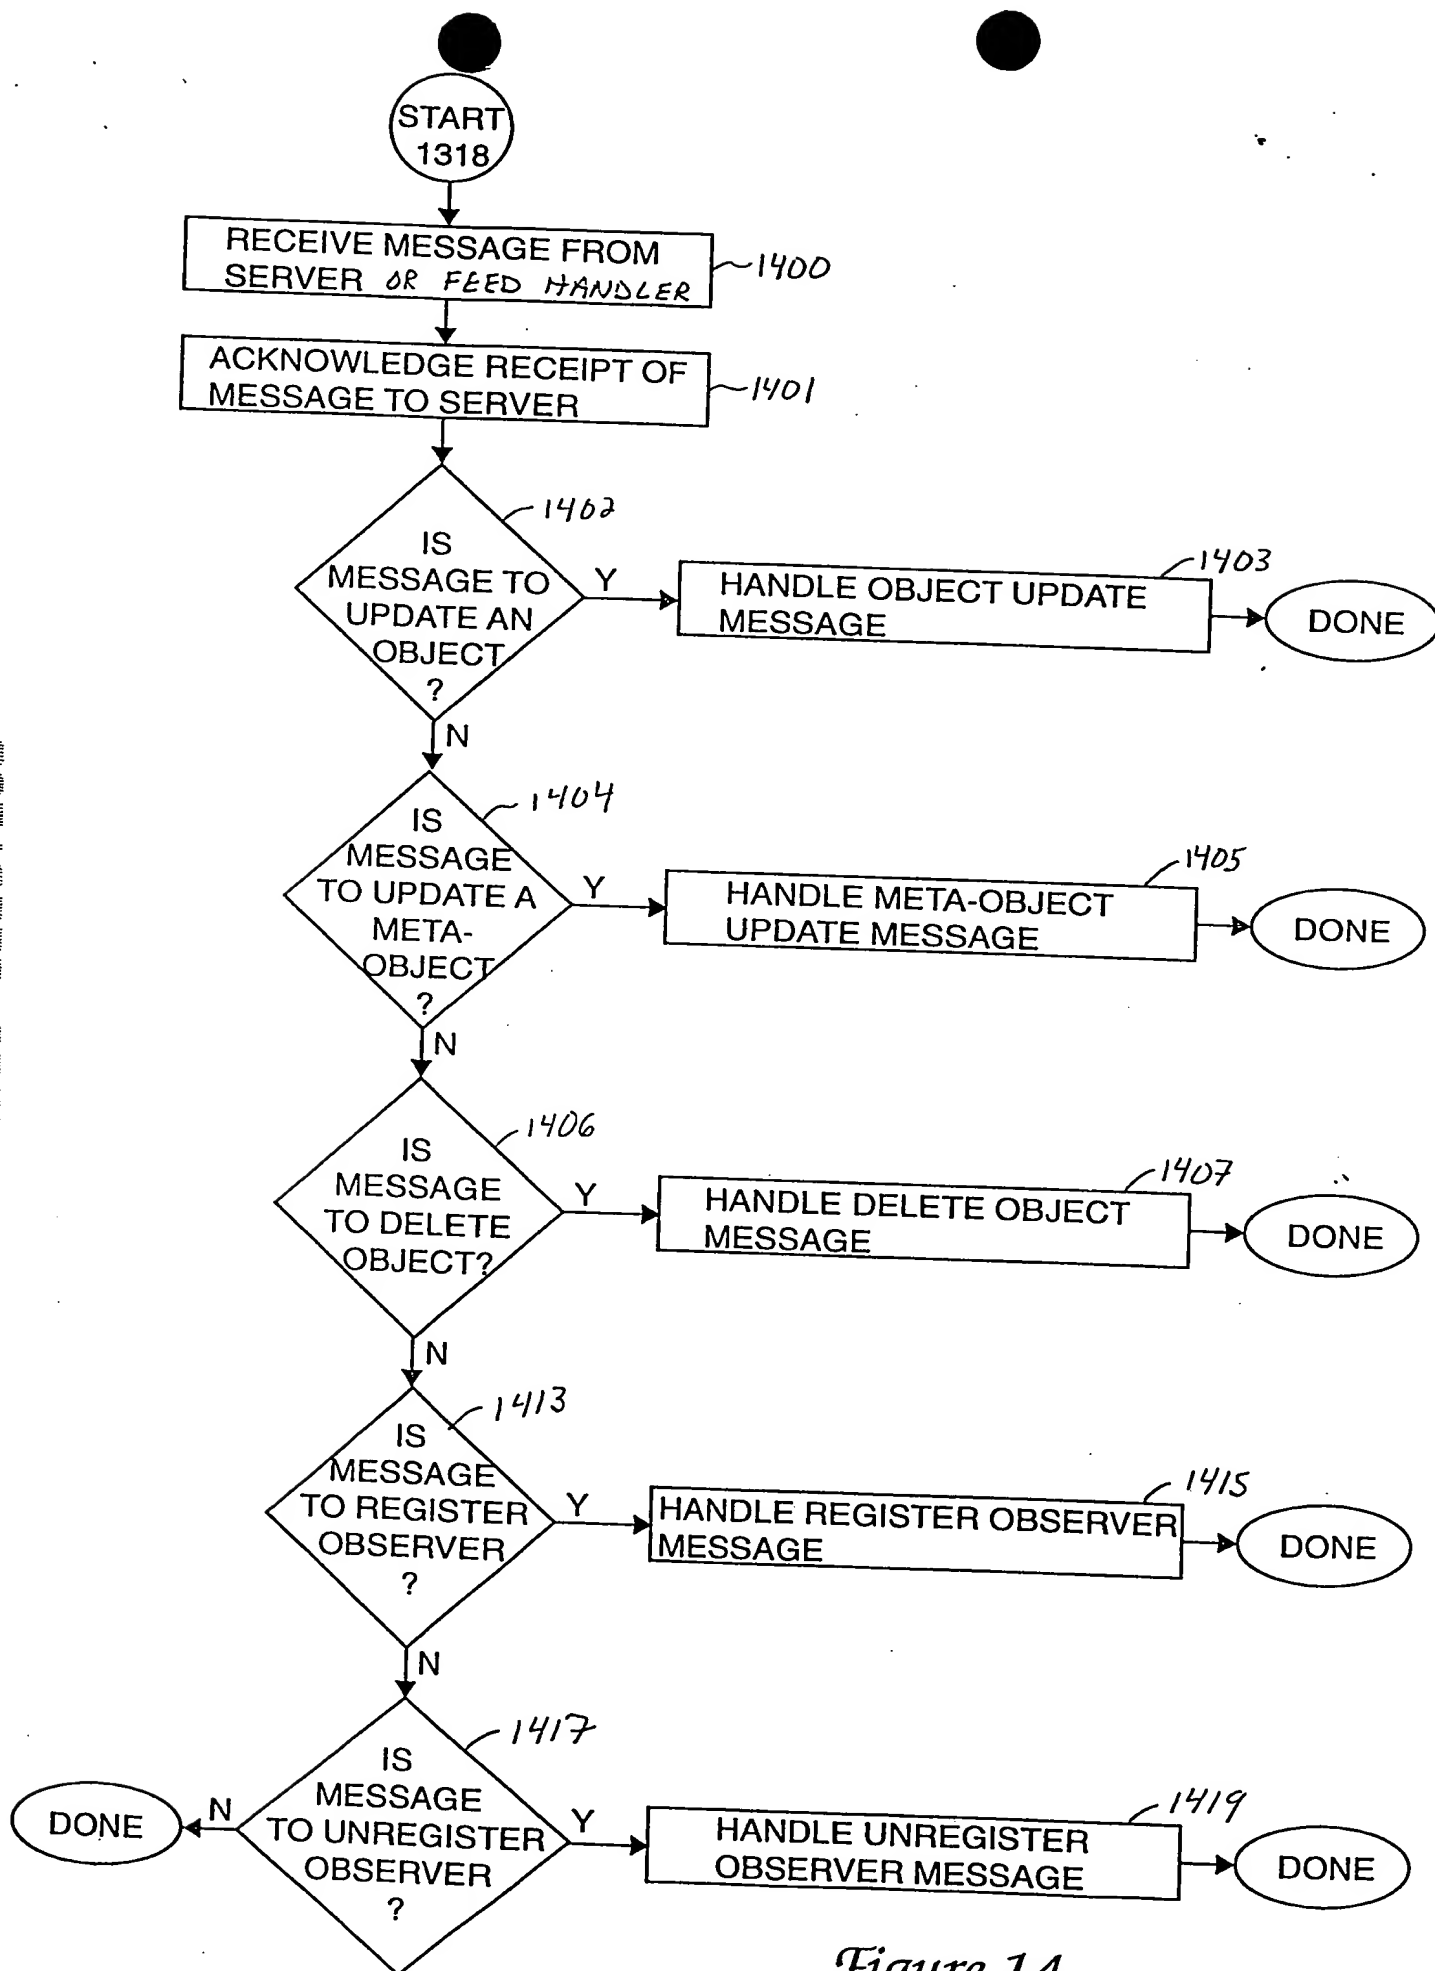 START
1318
RECEIVE MESSAGE FROM
SERVER OR FEED HANDLER
1400
ACKNOWLEDGE RECEIPT OF
MESSAGE TO SERVER
1401
1402
IS
MESSAGE TO
UPDATE AN
OBJECT
?
Y
1403
HANDLE OBJECT UPDATE
MESSAGE
DONE
N
1404
IS
MESSAGE
TO UPDATE A
META-
OBJECT
?
Y
1405
HANDLE META-OBJECT
UPDATE MESSAGE
DONE
N
1406
IS
MESSAGE
TO DELETE
OBJECT?
Y
1407
HANDLE DELETE OBJECT
MESSAGE
DONE
N
1413
IS
MESSAGE
TO REGISTER
OBSERVER
?
Y
1415
HANDLE REGISTER OBSERVER
MESSAGE
DONE
N
1417
IS
MESSAGE
TO UNREGISTER
OBSERVER
?
N
DONE
Y
1419
HANDLE UNREGISTER
OBSERVER MESSAGE
DONE
Figure 14